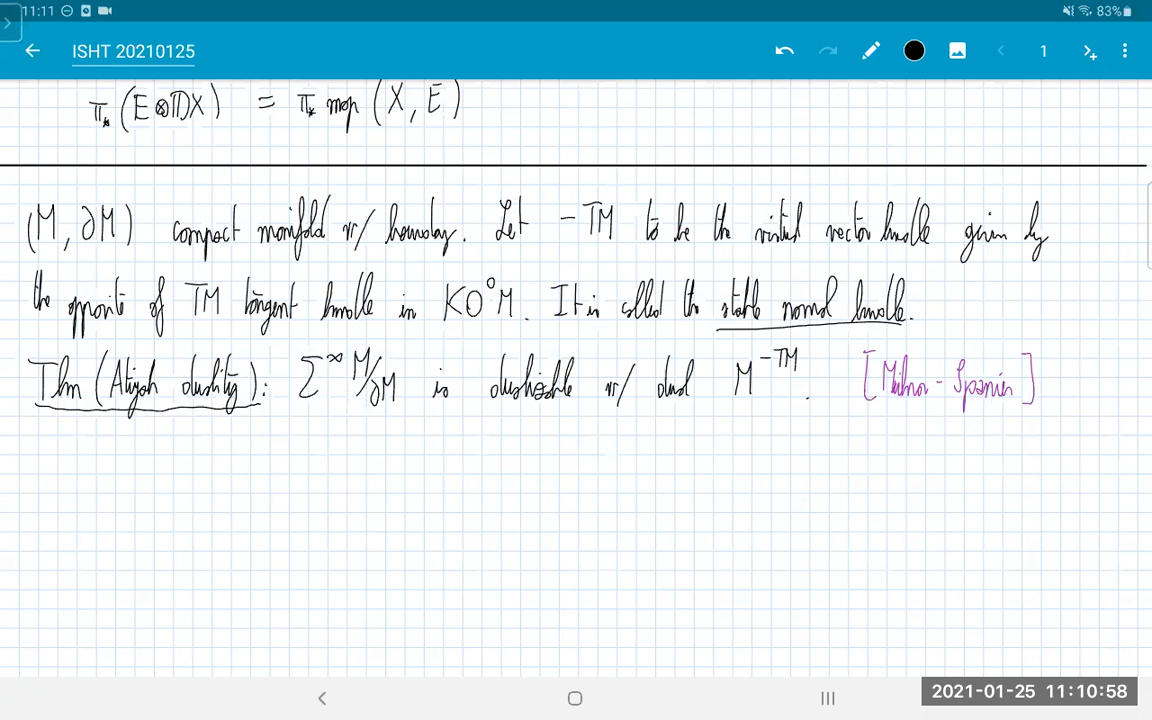 11:11
83%
ISHT 20210125
1
π_*(E⊗𝔻X) = π_* map (X, E)
(M, ∂M) compact manifold w/ boundary. Let -TM to be the virtual vector bundle given by
the opposite of TM tangent bundle in KO⁰M. It is called the stable normal bundle.
Thm (Atiyah duality): Σ^∞ M/∂M is dualizable w/ dual M^{-TM}. [Milnor-Spanier]
2021-01-25 11:10:58